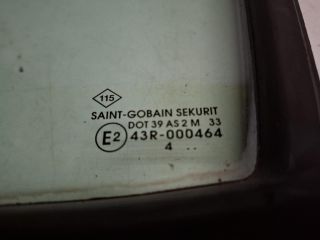 115
SAINT-GOBAIN SEKURIT
DOT 39 AS 2 M 33
E2 43R-000464
4 ..